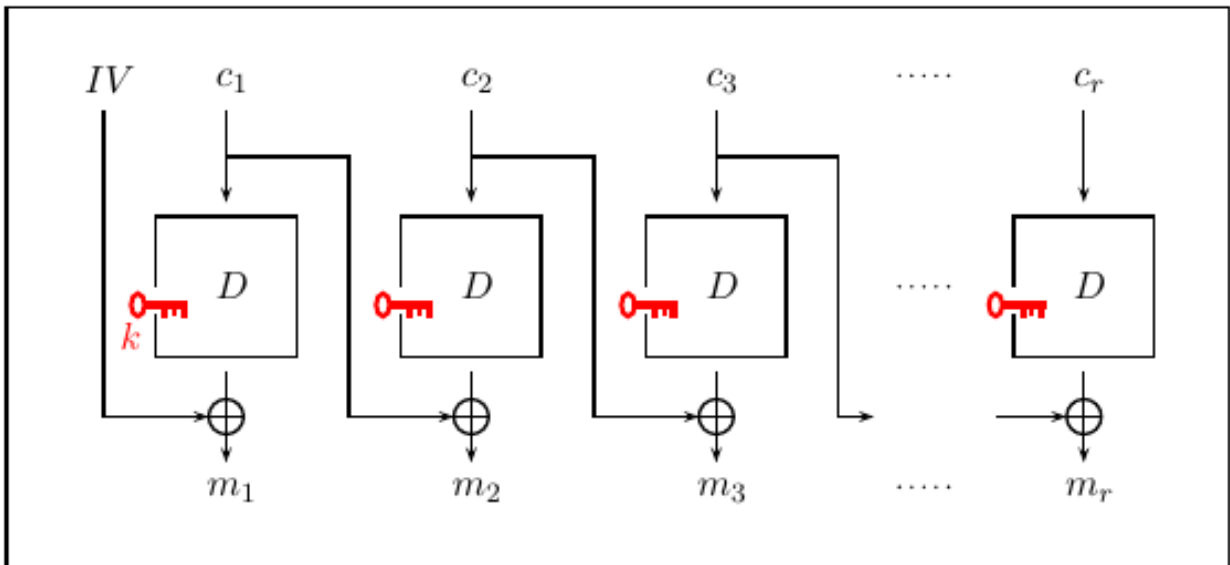 IV c₁ c₂ c₃ ..... cᵣ
D D D ..... D
k
m₁ m₂ m₃ ..... mᵣ